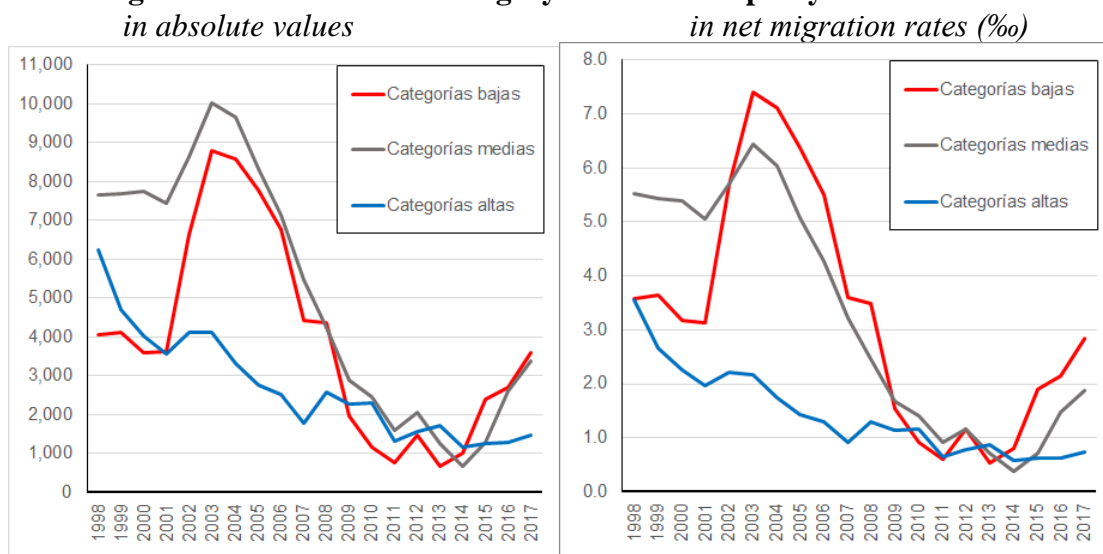 in absolute values
in net migration rates (‰)
11,000
10,000
9,000
8,000
7,000
6,000
5,000
4,000
3,000
2,000
1,000
0
Categorías bajas
Categorías medias
Categorías altas
1998 1999 2000 2001 2002 2003 2004 2005 2006 2007 2008 2009 2010 2011 2012 2013 2014 2015 2016 2017
8.0
7.0
6.0
5.0
4.0
3.0
2.0
1.0
0.0
Categorías bajas
Categorías medias
Categorías altas
1998 1999 2000 2001 2002 2003 2004 2005 2006 2007 2008 2009 2010 2011 2012 2013 2014 2015 2016 2017